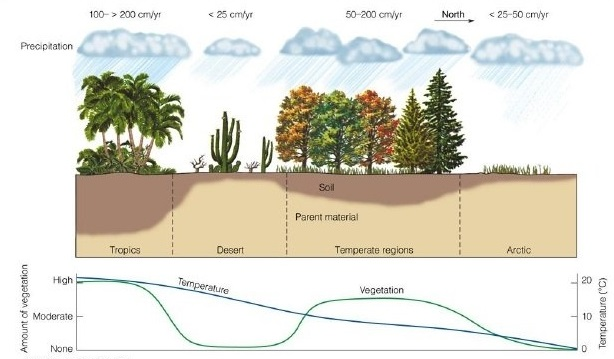 100– > 200 cm/yr
< 25 cm/yr
50–200 cm/yr
North
< 25–50 cm/yr
Precipitation
Soil
Parent material
Tropics
Desert
Temperate regions
Arctic
Amount of vegetation
High
Moderate
None
Temperature
Vegetation
20
10
0
Temperature (°C)